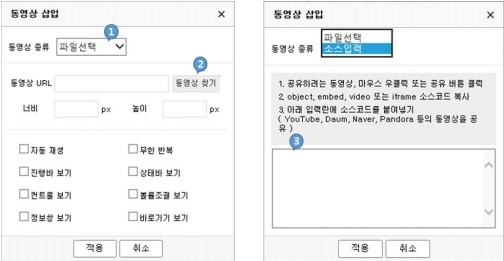 동영상 삽입
1
동영상 종류 파일선택
2
동영상 URL 동영상 찾기
너비 px 높이 px
자동 재생 무한 반복
진행바 보기 상태바 보기
컨트롤 보기 볼륨조절 보기
정보창 보기 바로가기 보기
적용 취소
동영상 삽입
파일선택
동영상 종류 소스입력
1. 공유하려는 동영상, 마우스 우클릭 또는 공유 버튼 클릭
2. object, embed, video 또는 iframe 소스코드 복사
3. 아래 입력란에 소스코드를 붙여넣기
( YouTube, Daum, Naver, Pandora 등의 동영상을 공
유 )
3
적용 취소